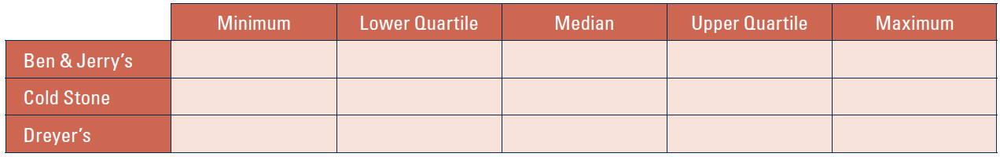 Minimum Lower Quartile Median Upper Quartile Maximum
Ben & Jerry’s
Cold Stone
Dreyer’s